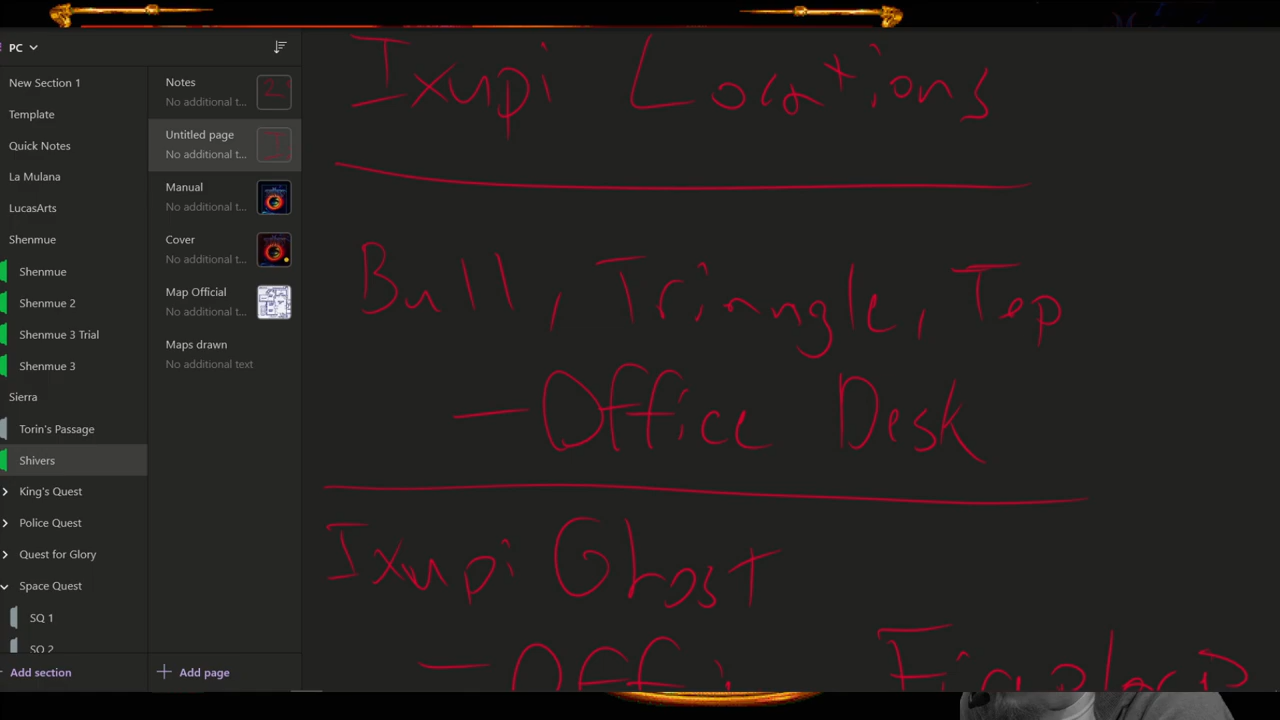 PC
New Section 1
Template
Quick Notes
La Mulana
LucasArts
Shenmue
Shenmue
Shenmue 2
Shenmue 3 Trial
Shenmue 3
Sierra
Torin's Passage
Shivers
King's Quest
Police Quest
Quest for Glory
Space Quest
SQ 1
SQ 2
Add section
Notes
No additional t...
Untitled page
No additional t...
Manual
No additional t...
Cover
No additional t...
Map Official
No additional t...
Maps drawn
No additional text
Add page
Ixupi Locations
Bull, Triangle, Top
— Office Desk
Ixupi Ghost